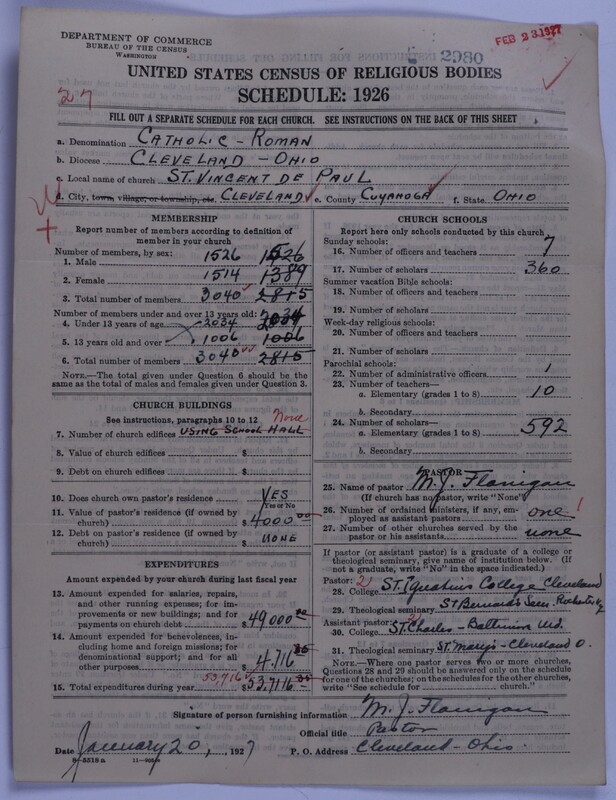 DEPARTMENT OF COMMERCE
BUREAU OF THE CENSUS
WASHINGTON
FEB 23 1927
2980
UNITED STATES CENSUS OF RELIGIOUS BODIES
SCHEDULE: 1926
27
FILL OUT A SEPARATE SCHEDULE FOR EACH CHURCH. SEE INSTRUCTIONS ON THE BACK OF THIS SHEET
a. Denomination CATHOLIC - ROMAN
b. Diocese CLEVELAND - OHIO
c. Local name of church ST. VINCENT DE PAUL
d. City, town, village, or township, etc. CLEVELAND e. County CUYAHOGA f. State OHIO
MEMBERSHIP
Report number of members according to definition of member in your church
Number of members, by sex:
1. Male 1526 1526
2. Female 1514 1389
3. Total number of members 3040 2815
Number of members under and over 13 years old:
4. Under 13 years of age 2034 2034
5. 13 years old and over 1006 1006
6. Total number of members 3040 2815
NOTE.—The total given under Question 6 should be the same as the total of males and females given under Question 3.
CHURCH BUILDINGS
See instructions, paragraphs 10 to 12 None
7. Number of church edifices USING SCHOOL HALL
8. Value of church edifices $
9. Debt on church edifices $
10. Does church own pastor's residence YES
Yes or No
11. Value of pastor's residence (if owned by church) $4000.00
12. Debt on pastor's residence (if owned by church) $ NONE
EXPENDITURES
Amount expended by your church during last fiscal year
13. Amount expended for salaries, repairs, and other running expenses; for improvements or new buildings; and for payments on church debt $49,000.00
14. Amount expended for benevolences, including home and foreign missions; for denominational support; and for all other purposes $4,716.00
53,716
15. Total expenditures during year $53,716.00
CHURCH SCHOOLS
Report here only schools conducted by this church
Sunday schools:
16. Number of officers and teachers 7
17. Number of scholars 360
Summer vacation Bible schools:
18. Number of officers and teachers
19. Number of scholars
Week-day religious schools:
20. Number of officers and teachers
21. Number of scholars
Parochial schools:
22. Number of administrative officers 1
23. Number of teachers—
a. Elementary (grades 1 to 8) 10
b. Secondary
24. Number of scholars—
a. Elementary (grades 1 to 8) 592
b. Secondary
PASTOR
25. Name of pastor M. J. Flanigan
(If church has no pastor, write "None")
26. Number of ordained ministers, if any, employed as assistant pastors one 1
27. Number of other churches served by the pastor or his assistants none
If pastor (or assistant pastor) is a graduate of a college or theological seminary, give name of institution below. (If not a graduate, write "No" in the space indicated.)
Pastor: 2
28. College St. Ignatius College Cleveland
29. Theological seminary St Bernard's Sem. Rochester N.Y.
Assistant pastor: 2
30. College St. Charles - Baltimore Md.
31. Theological seminary St. Mary's - Cleveland O.
NOTE.—Where one pastor serves two or more churches, Questions 28 and 29 should be answered only on the schedule for one of the churches; on the schedules for the other churches, write "See schedule for church."
Signature of person furnishing information M. J. Flanigan
Official title Pastor
Date January 20, 1927 P. O. Address Cleveland - Ohio.